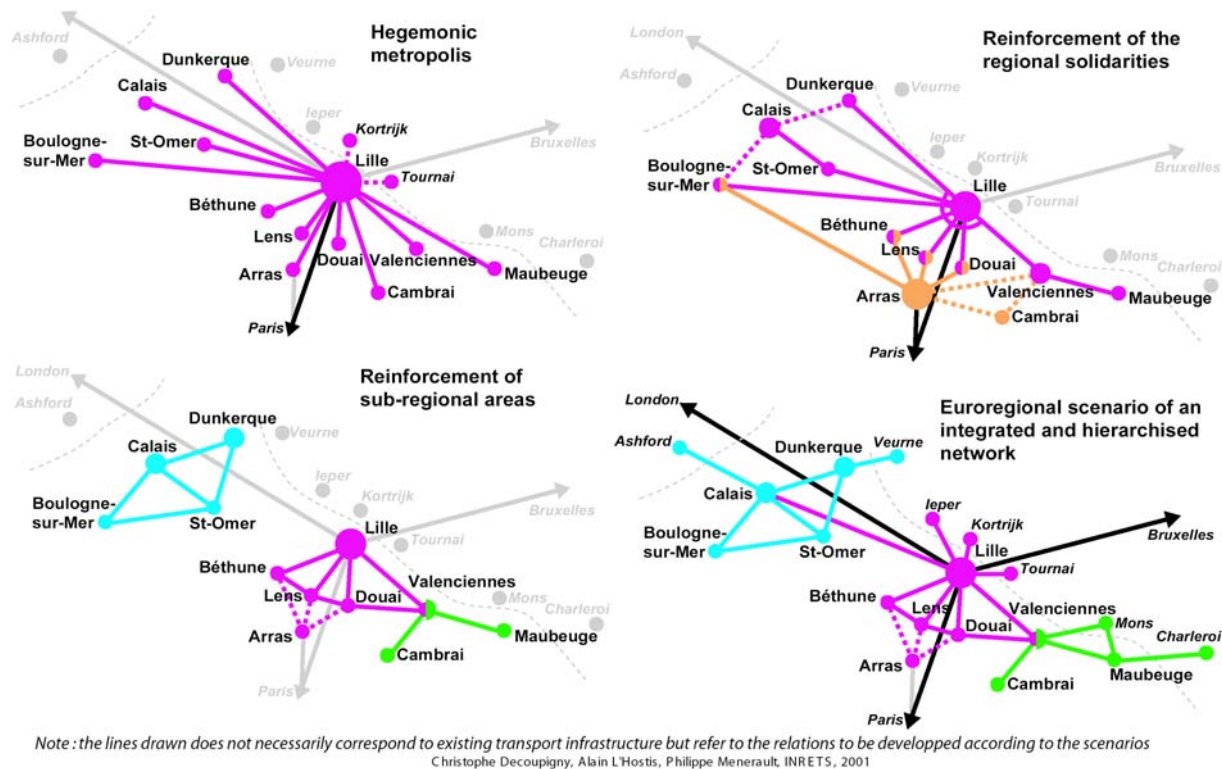 Hegemonic
metropolis
Ashford
Dunkerque
Veurne
Calais
Ieper
Kortrijk
Boulogne-
sur-Mer
St-Omer
Lille
Bruxelles
Tournai
Béthune
Lens
Mons
Douai
Valenciennes
Charleroi
Arras
Maubeuge
Cambrai
Paris
Reinforcement of the
regional solidarities
London
Ashford
Dunkerque
Veurne
Calais
Ieper
Kortrijk
Bruxelles
Boulogne-
sur-Mer
St-Omer
Lille
Tournai
Béthune
Lens
Mons
Douai
Charleroi
Arras
Valenciennes
Maubeuge
Cambrai
Paris
Reinforcement of
sub-regional areas
London
Ashford
Dunkerque
Veurne
Calais
Ieper
Kortrijk
Bruxelles
Boulogne-
sur-Mer
St-Omer
Lille
Tournai
Béthune
Valenciennes
Lens
Douai
Mons
Charleroi
Arras
Maubeuge
Cambrai
Paris
Euroregional scenario of an
integrated and hierarchised
network
London
Ashford
Dunkerque
Veurne
Calais
Ieper
Kortrijk
Bruxelles
Boulogne-
sur-Mer
St-Omer
Lille
Tournai
Béthune
Lens
Valenciennes
Douai
Mons
Charleroi
Arras
Maubeuge
Cambrai
Paris
Note : the lines drawn does not necessarily correspond to existing transport infrastructure but refer to the relations to be developped according to the scenarios
Christophe Decoupigny, Alain L'Hostis, Philippe Menerault, INRETS, 2001